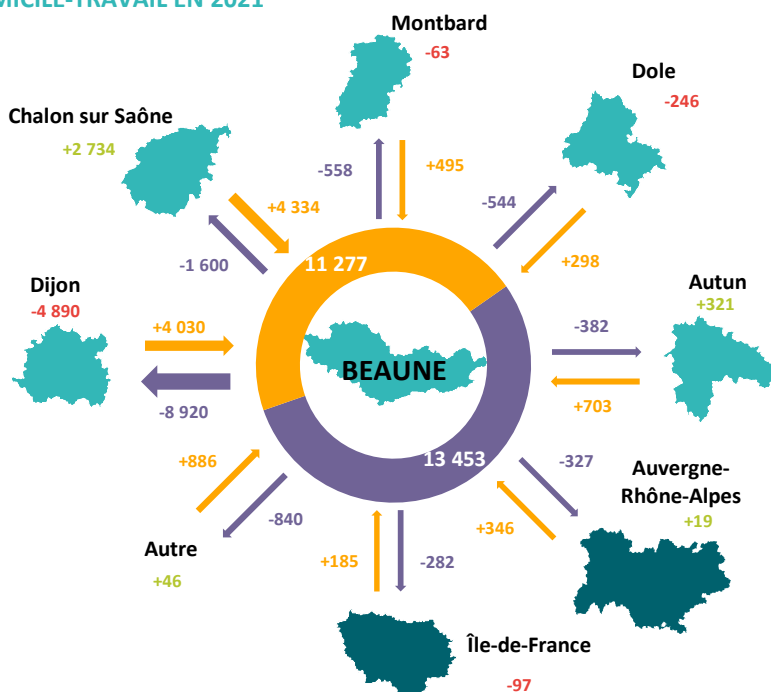 MICILE-TRAVAIL EN 2021
Montbard
-63
Dole
-246
Chalon sur Saône
+2 734
-558
+495
-544
+4 334
+298
-1 600
11 277
Dijon
-4 890
Autun
+321
+4 030
-382
BEAUNE
-8 920
+703
13 453
+886
-327
Auvergne-
Rhône-Alpes
+19
-840
+346
Autre
+46
+185
-282
Île-de-France
-97